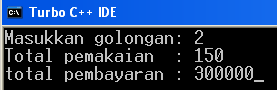 Turbo C++ IDE
Masukkan golongan: 2
Total pemakaian  : 150
total pembayaran : 300000_